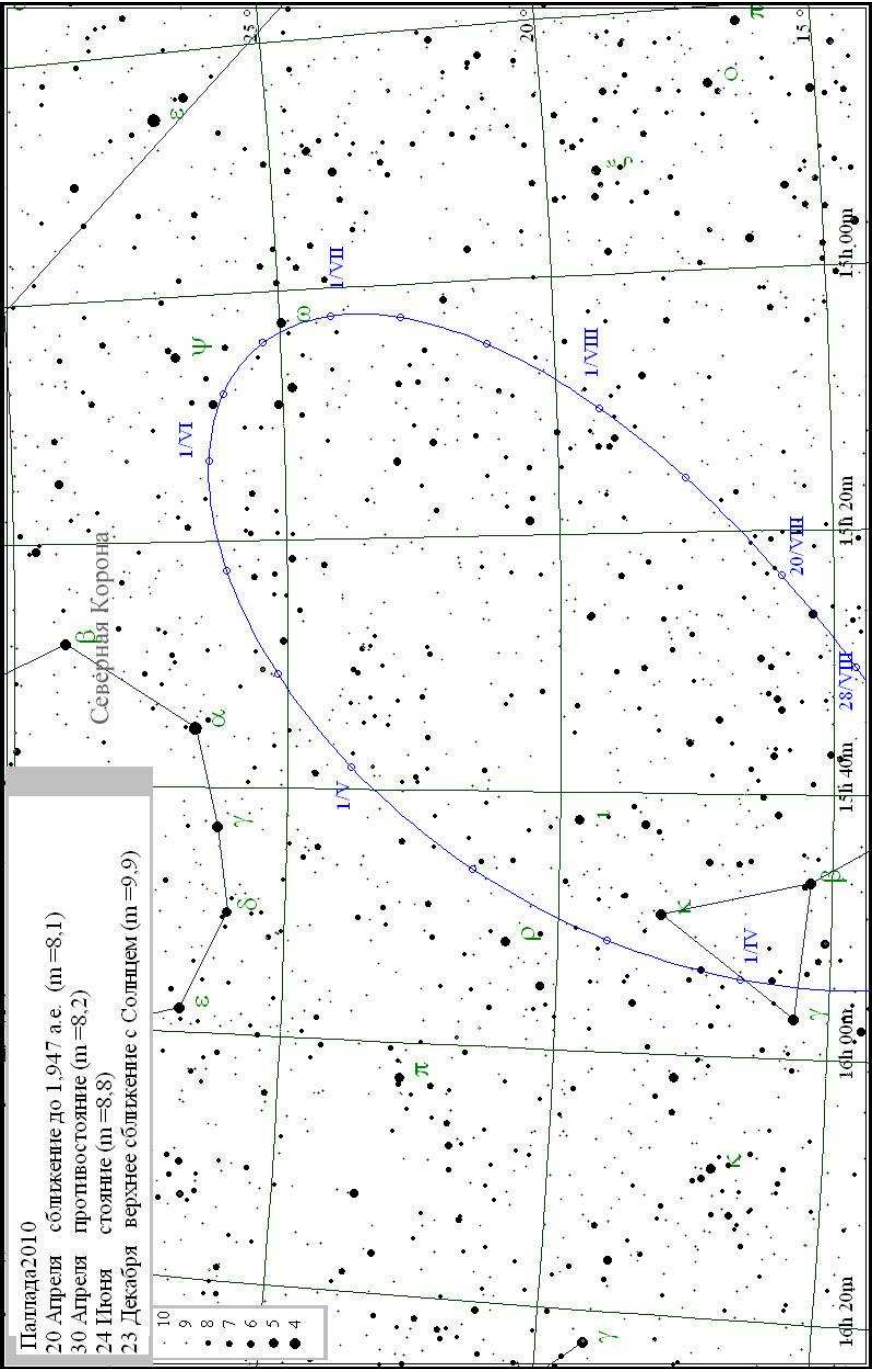 Паллада2010
20 Апреля сближение до 1,947 а.е. (m =8,1)
30 Апреля противостояние (m =8,2)
24 Июня стояние (m =8,8)
23 Декабря верхнее сближение с Солнцем (m =9,9)
10
9
8
7
6
5
4
Северная Корона
25°
20°
15°
15h 00m
15h 20m
15h 40m
16h 00m
16h 20m
1/IV
1/V
1/VI
1/VII
1/VIII
20/VIII
28/VIII
ε
ψ
ω
β
α
γ
δ
ε
π
ρ
ι
κ
β
γ
κ
γ
ξ
ο
π